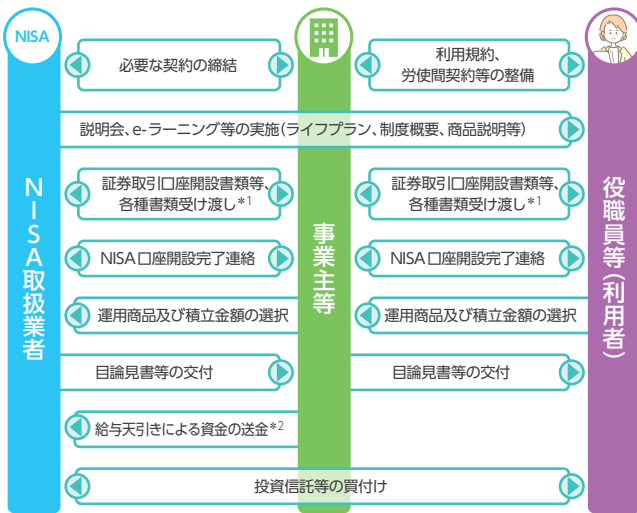 NISA
NISA取扱業者
事業主等
役職員等(利用者)
必要な契約の締結
利用規約、
労使間契約等の整備
説明会、e-ラーニング等の実施(ライフプラン、制度概要、商品説明等)
証券取引口座開設書類等、
各種書類受け渡し*1
証券取引口座開設書類等、
各種書類受け渡し*1
NISA口座開設完了連絡
NISA口座開設完了連絡
運用商品及び積立金額の選択
運用商品及び積立金額の選択
目論見書等の交付
目論見書等の交付
給与天引きによる資金の送金*2
投資信託等の買付け